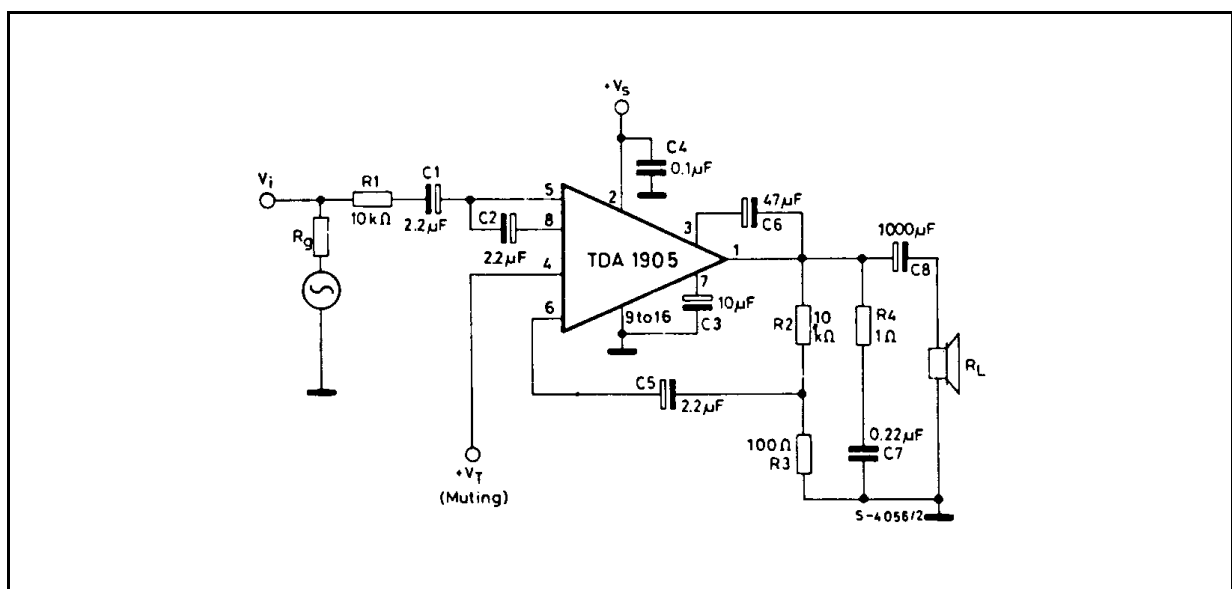 +Vs
C4
0.1µF
Vi
R1
10kΩ
C1
2.2µF
C2
2.2µF
Rg
5
8
4
6
2
TDA 1905
3
1
7
9 to 16
47µF
C6
10µF
C3
1000µF
C8
R2
10
kΩ
R4
1Ω
RL
C5
2.2µF
100Ω
R3
0.22µF
C7
+VT
(Muting)
S-4056/2